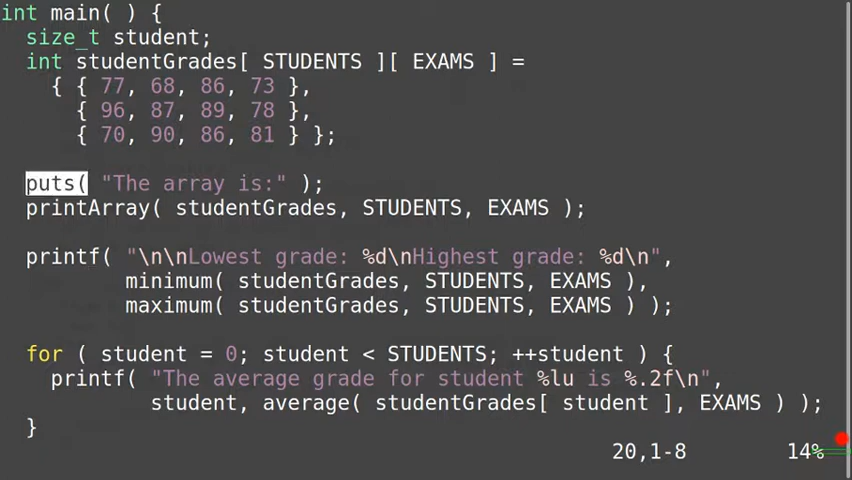 int main( ) {
size_t student;
int studentGrades[ STUDENTS ][ EXAMS ] =
{ { 77, 68, 86, 73 },
{ 96, 87, 89, 78 },
{ 70, 90, 86, 81 } };
puts( "The array is:" );
printArray( studentGrades, STUDENTS, EXAMS );
printf( "\n\nLowest grade: %d\nHighest grade: %d\n",
minimum( studentGrades, STUDENTS, EXAMS ),
maximum( studentGrades, STUDENTS, EXAMS ) );
for ( student = 0; student < STUDENTS; ++student ) {
printf( "The average grade for student %lu is %.2f\n",
student, average( studentGrades[ student ], EXAMS ) );
}
20,1-8 14%